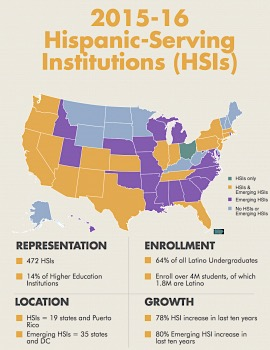 2015-16
Hispanic-Serving
Institutions (HSIs)
HSIs only
HSIs &
Emerging HSIs
Emerging HSIs
No HSIs or
Emerging HSIs
REPRESENTATION
472 HSIs
14% of Higher Education
Institutions
ENROLLMENT
64% of all Latino Undergraduates
Enroll over 4M students, of which
1.8M are Latino
LOCATION
HSIs = 19 states and Puerto
Rico
Emerging HSIs = 35 states
and DC
GROWTH
78% HSI increase in last ten years
80% Emerging HSI increase
in last ten years